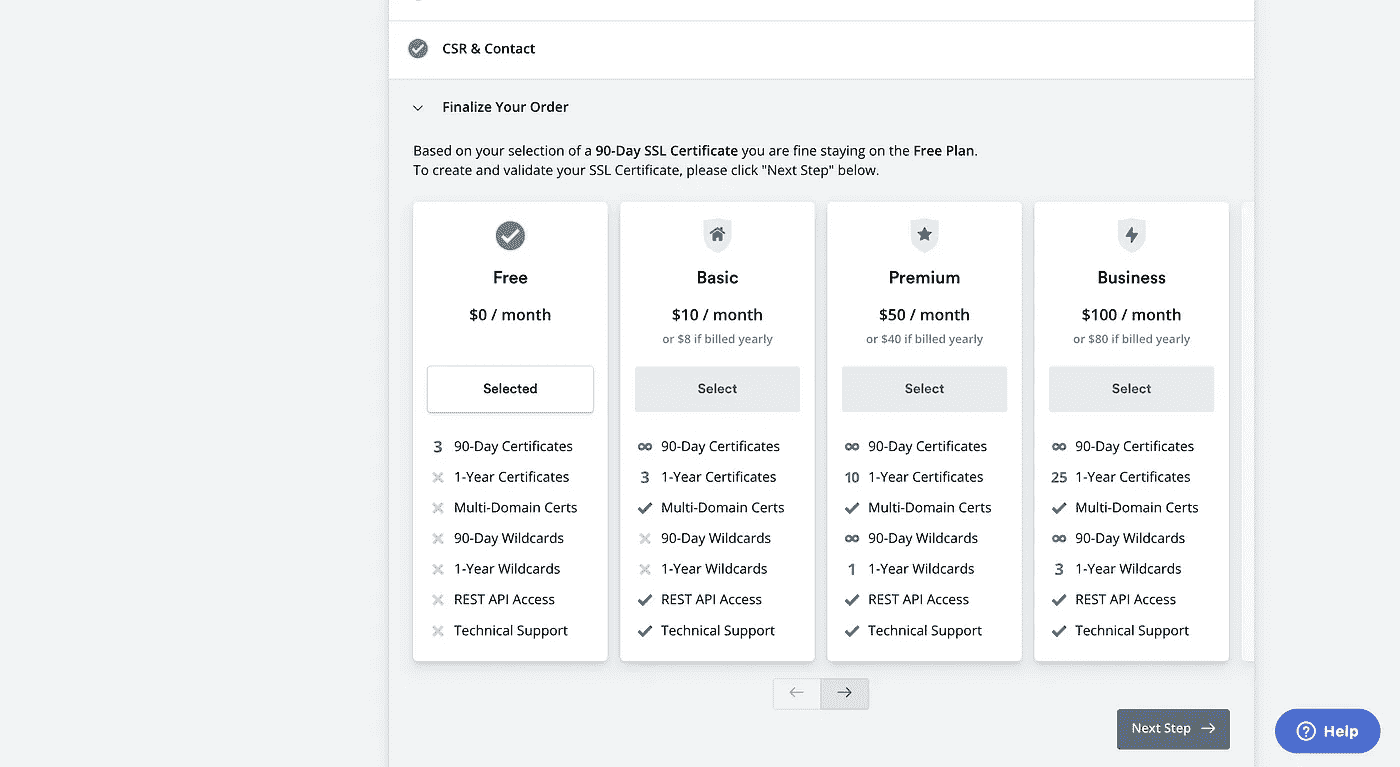 CSR & Contact
Finalize Your Order
Based on your selection of a 90-Day SSL Certificate you are fine staying on the Free Plan.
To create and validate your SSL Certificate, please click "Next Step" below.
Free
$0 / month
Selected
3 90-Day Certificates
1-Year Certificates
Multi-Domain Certs
90-Day Wildcards
1-Year Wildcards
REST API Access
Technical Support
Basic
$10 / month
or $8 if billed yearly
Select
∞ 90-Day Certificates
3 1-Year Certificates
Multi-Domain Certs
90-Day Wildcards
1-Year Wildcards
REST API Access
Technical Support
Premium
$50 / month
or $40 if billed yearly
Select
∞ 90-Day Certificates
10 1-Year Certificates
Multi-Domain Certs
∞ 90-Day Wildcards
1 1-Year Wildcards
REST API Access
Technical Support
Business
$100 / month
or $80 if billed yearly
Select
∞ 90-Day Certificates
25 1-Year Certificates
Multi-Domain Certs
∞ 90-Day Wildcards
3 1-Year Wildcards
REST API Access
Technical Support
Next Step
Help